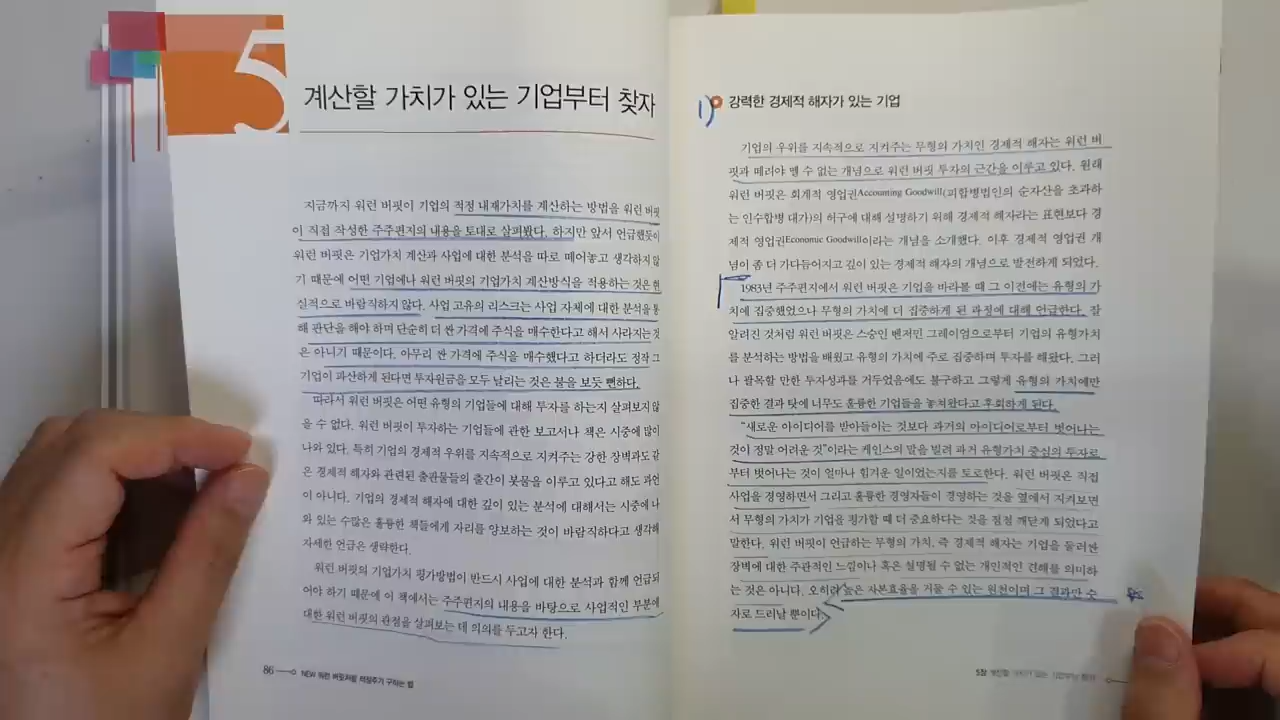 5
계산할 가치가 있는 기업부터 찾자
지금까지 워런 버핏이 기업의 적정 내재가치를 계산하는 방법을 워런 버핏
이 직접 작성한 주주편지의 내용을 토대로 살펴봤다. 하지만 앞서 언급했듯이
워런 버핏은 기업가치 계산과 사업에 대한 분석을 따로 떼어놓고 생각하지 않
기 때문에 어떤 기업에나 워런 버핏의 기업가치 계산방식을 적용하는 것은 현
실적으로 바람직하지 않다. 사업 고유의 리스크는 사업 자체에 대한 분석을 통
해 판단을 해야 하며 단순히 더 싼 가격에 주식을 매수한다고 해서 사라지는 것
은 아니기 때문이다. 아무리 싼 가격에 주식을 매수했다고 하더라도 정작 그
기업이 파산하게 된다면 투자원금을 모두 날리는 것은 불을 보듯 뻔하다.
따라서 워런 버핏은 어떤 유형의 기업들에 대해 투자를 하는지 살펴보지 않
을 수 없다. 워런 버핏이 투자하는 기업들에 관한 보고서나 책은 시중에 많이
나와 있다. 특히 기업의 경제적 우위를 지속적으로 지켜주는 강한 장벽과도 같
은 경제적 해자와 관련된 출판물들의 출간이 봇물을 이루고 있다고 해도 과언
이 아니다. 기업의 경제적 해자에 대한 깊이 있는 분석에 대해서는 시중에 나
와 있는 수많은 훌륭한 책들에게 자리를 양보하는 것이 바람직하다고 생각해
자세한 언급은 생략한다.
워런 버핏의 기업가치 평가방법이 반드시 사업에 대한 분석과 함께 언급되
어야 하기 때문에 이 책에서는 주주편지의 내용을 바탕으로 사업적인 부분에
대한 워런 버핏의 관점을 살펴보는 데 의의를 두고자 한다.
86 NEW 워런 버핏처럼 적정주가 구하는 법
1) 강력한 경제적 해자가 있는 기업
기업의 우위를 지속적으로 지켜주는 무형의 가치인 경제적 해자는 워런 버
핏과 떼려야 뗄 수 없는 개념으로 워런 버핏 투자의 근간을 이루고 있다. 원래
워런 버핏은 회계적 영업권Accounting Goodwill(피합병법인의 순자산을 초과하
는 인수합병 대가)의 허구에 대해 설명하기 위해 경제적 해자라는 표현보다 경
제적 영업권Economic Goodwill이라는 개념을 소개했다. 이후 경제적 영업권 개
념이 좀 더 가다듬어지고 깊이 있는 경제적 해자의 개념으로 발전하게 되었다.
1983년 주주편지에서 워런 버핏은 기업을 바라볼 때 그 이전에는 유형의 가
치에 집중했었으나 무형의 가치에 더 집중하게 된 과정에 대해 언급한다. 잘
알려진 것처럼 워런 버핏은 스승인 벤저민 그레이엄으로부터 기업의 유형가치
를 분석하는 방법을 배웠고 유형의 가치에 주로 집중하며 투자를 해왔다. 그러
나 괄목할 만한 투자성과를 거두었음에도 불구하고 그렇게 유형의 가치에만
집중한 결과 탓에 너무도 훌륭한 기업들을 놓쳐왔다고 후회하게 된다.
“새로운 아이디어를 받아들이는 것보다 과거의 아이디어로부터 벗어나는
것이 정말 어려운 것”이라는 케인스의 말을 빌려 과거 유형가치 중심의 투자로
부터 벗어나는 것이 얼마나 힘겨운 일이었는지를 토로한다. 워런 버핏은 직접
사업을 경영하면서 그리고 훌륭한 경영자들이 경영하는 것을 옆에서 지켜보면
서 무형의 가치가 기업을 평가할 때 더 중요하다는 것을 점점 깨닫게 되었다고
말한다. 워런 버핏이 언급하는 무형의 가치, 즉 경제적 해자는 기업을 둘러싼
장벽에 대한 주관적인 느낌이나 혹은 설명될 수 없는 개인적인 견해를 의미하
는 것은 아니다. 오히려 높은 자본효율을 거둘 수 있는 원천이며 그 결과만 숫
자로 드러날 뿐이다.
5장 계산할 가치가 있는 기업부터 찾자